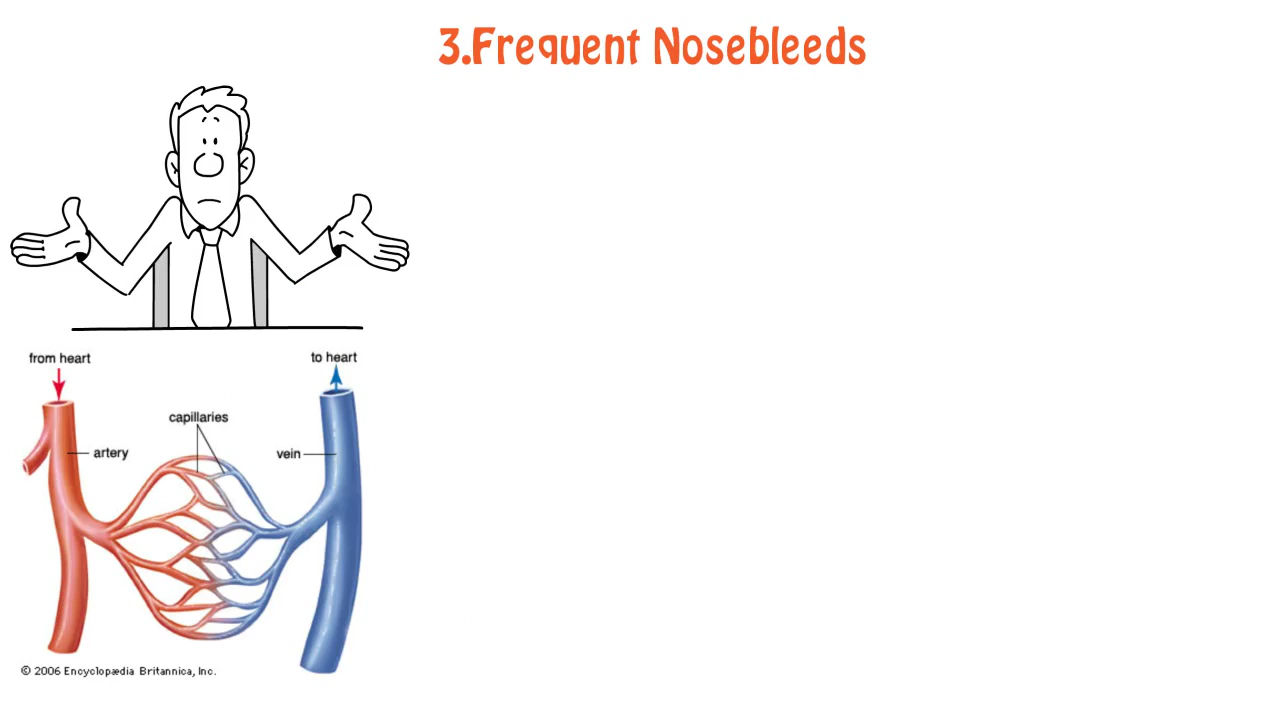 3.Frequent Nosebleeds
from heart
to heart
capillaries
artery
vein
© 2006 Encyclopædia Britannica, Inc.